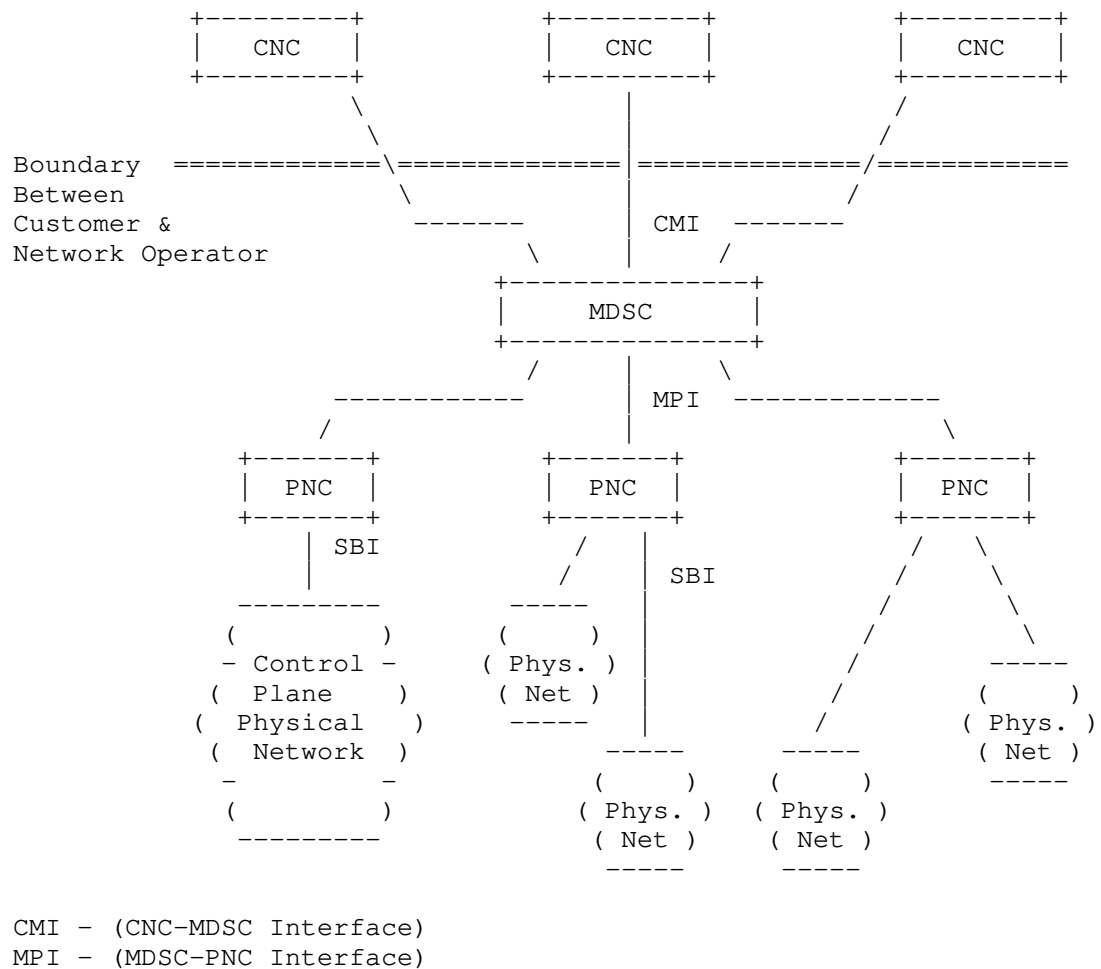 CNC CNC CNC
Boundary
Between
Customer & CMI
Network Operator
MDSC
MPI
PNC PNC PNC
SBI
SBI
Control Phys.
Plane Net
Physical
Network
Phys.
Net
Phys.
Net
Phys.
Net
CMI - (CNC-MDSC Interface)
MPI - (MDSC-PNC Interface)